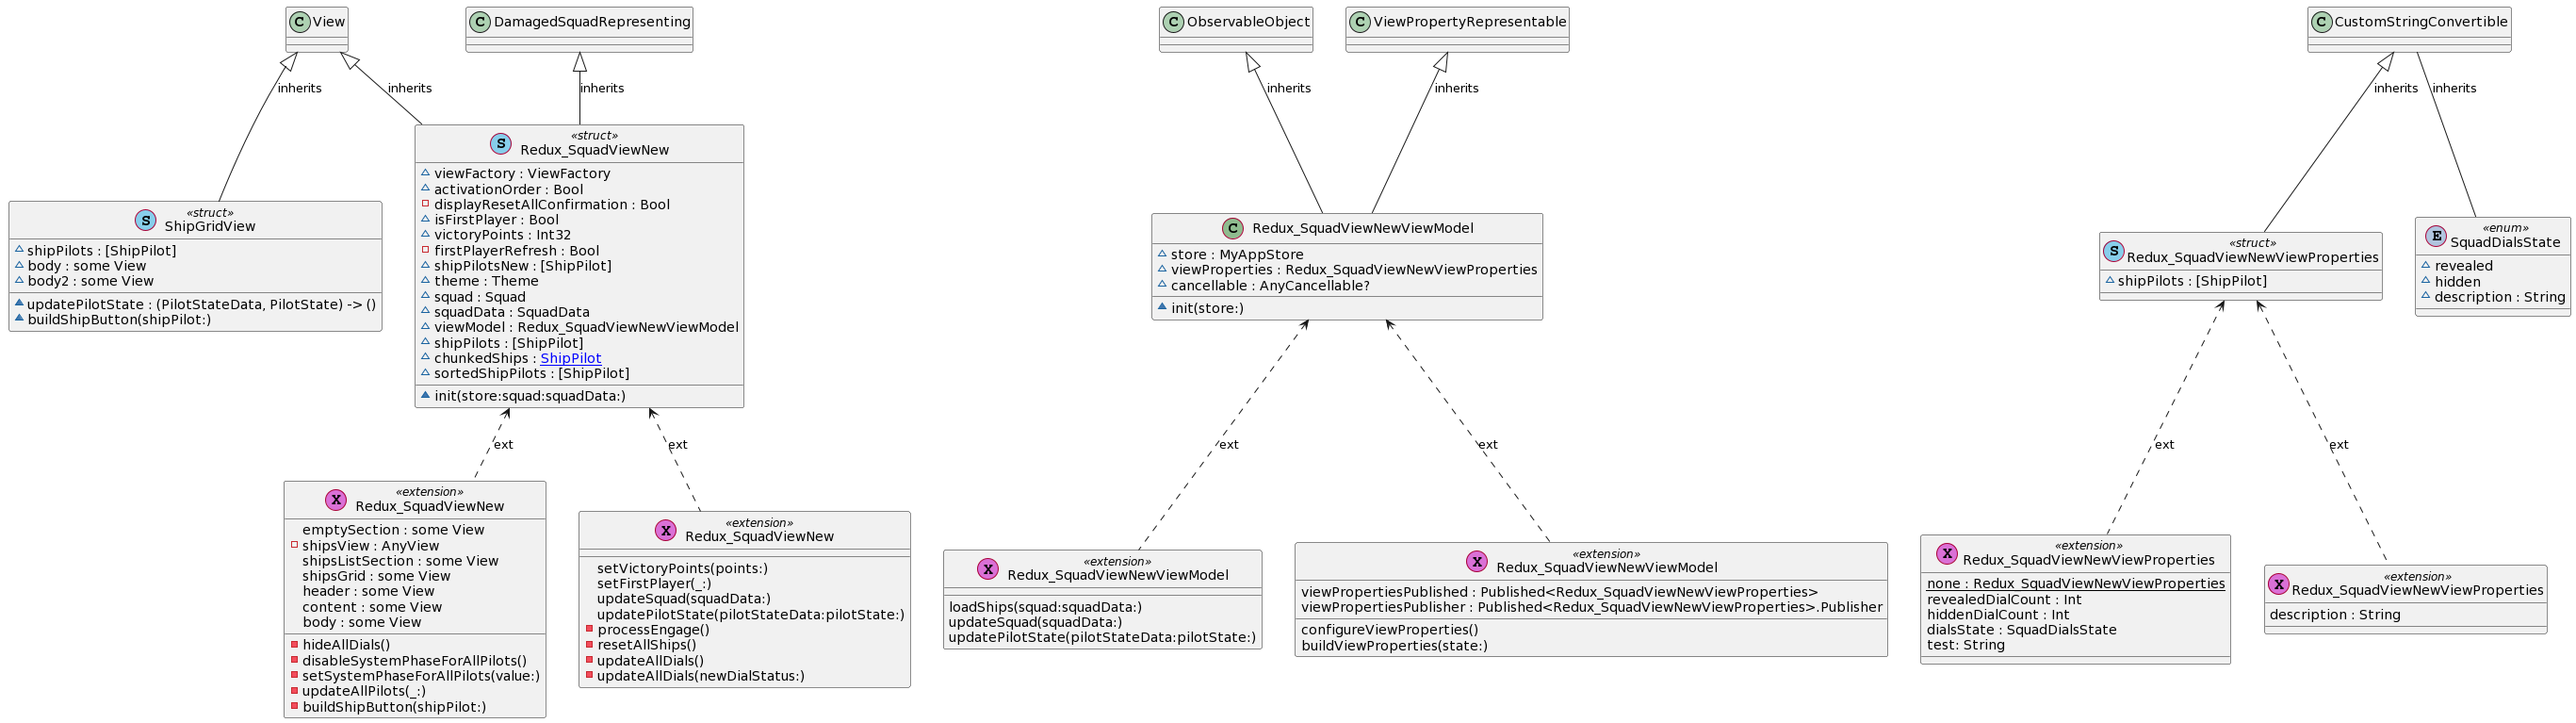 C View
C DamagedSquadRepresenting
C ObservableObject
C ViewPropertyRepresentable
C CustomStringConvertible
inherits
inherits
inherits
inherits
inherits
inherits
inherits
«struct»
S ShipGridView
shipPilots : [ShipPilot]
body : some View
body2 : some View
updatePilotState : (PilotStateData, PilotState) -> ()
buildShipButton(shipPilot:)
«struct»
S Redux_SquadViewNew
viewFactory : ViewFactory
activationOrder : Bool
displayResetAllConfirmation : Bool
isFirstPlayer : Bool
victoryPoints : Int32
firstPlayerRefresh : Bool
shipPilotsNew : [ShipPilot]
theme : Theme
squad : Squad
squadData : SquadData
viewModel : Redux_SquadViewNewViewModel
shipPilots : [ShipPilot]
chunkedShips : ShipPilot
sortedShipPilots : [ShipPilot]
init(store:squad:squadData:)
C Redux_SquadViewNewViewModel
store : MyAppStore
viewProperties : Redux_SquadViewNewViewProperties
cancellable : AnyCancellable?
init(store:)
«struct»
S Redux_SquadViewNewViewProperties
shipPilots : [ShipPilot]
«enum»
E SquadDialsState
revealed
hidden
description : String
ext
ext
ext
ext
ext
ext
«extension»
X Redux_SquadViewNew
emptySection : some View
shipsView : AnyView
shipsListSection : some View
shipsGrid : some View
header : some View
content : some View
body : some View
hideAllDials()
disableSystemPhaseForAllPilots()
setSystemPhaseForAllPilots(value:)
updateAllPilots(_:)
buildShipButton(shipPilot:)
«extension»
X Redux_SquadViewNew
setVictoryPoints(points:)
setFirstPlayer(_:)
updateSquad(squadData:)
updatePilotState(pilotStateData:pilotState:)
processEngage()
resetAllShips()
updateAllDials()
updateAllDials(newDialStatus:)
«extension»
X Redux_SquadViewNewViewModel
loadShips(squad:squadData:)
updateSquad(squadData:)
updatePilotState(pilotStateData:pilotState:)
«extension»
X Redux_SquadViewNewViewModel
viewPropertiesPublished : Published<Redux_SquadViewNewViewProperties>
viewPropertiesPublisher : Published<Redux_SquadViewNewViewProperties>.Publisher
configureViewProperties()
buildViewProperties(state:)
«extension»
X Redux_SquadViewNewViewProperties
none : Redux_SquadViewNewViewProperties
revealedDialCount : Int
hiddenDialCount : Int
dialsState : SquadDialsState
test: String
«extension»
X Redux_SquadViewNewViewProperties
description : String